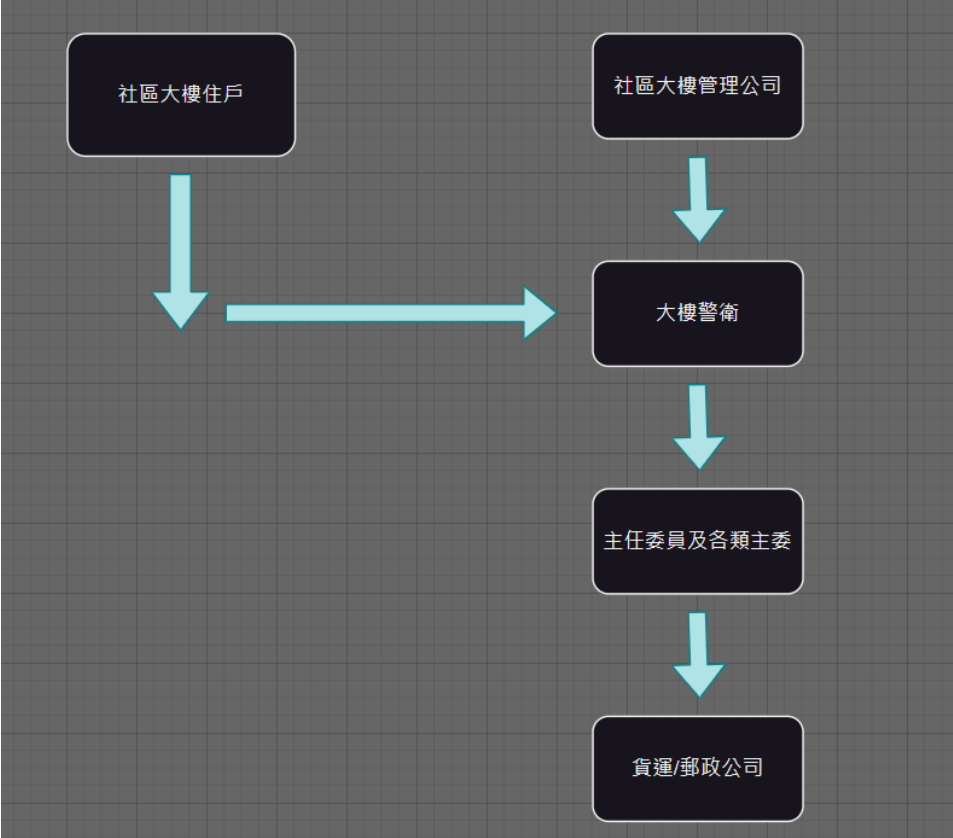 社區大樓住戶
社區大樓管理公司
大樓警衛
主任委員及各類主委
貨運/郵政公司